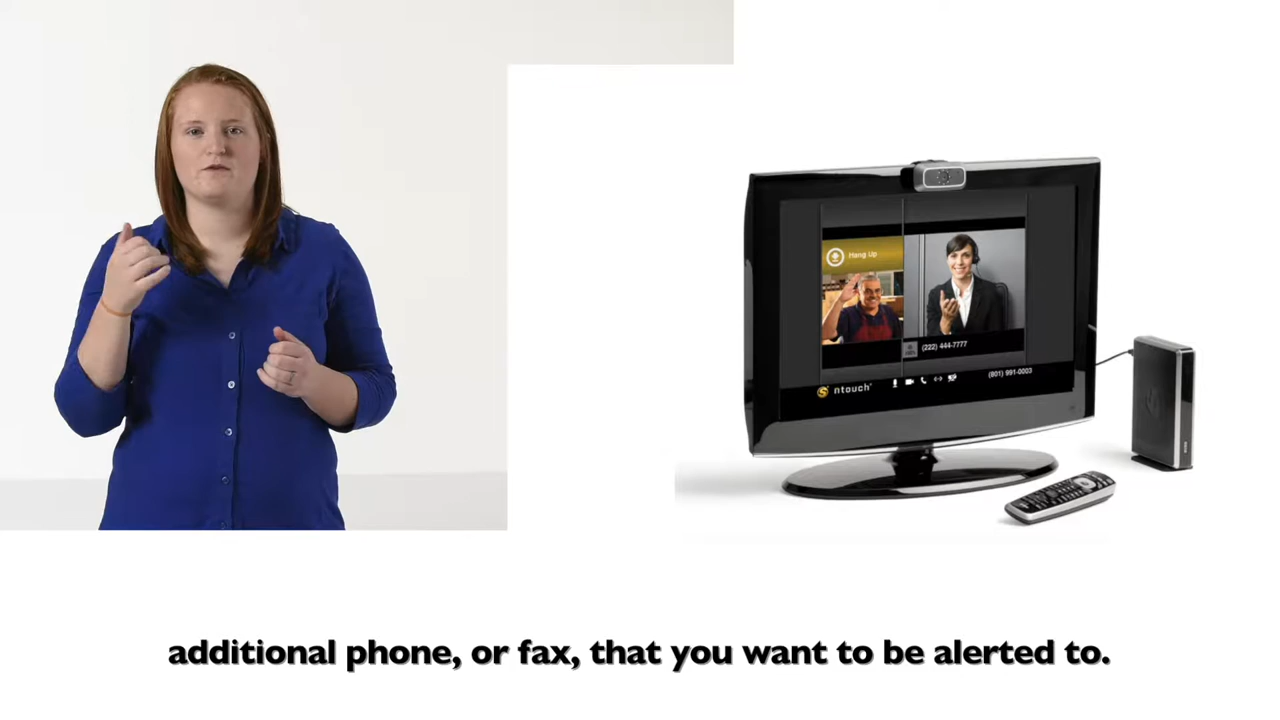 Hang Up
(222) 444-7777
ntouch
(801) 991-0003
additional phone, or fax, that you want to be alerted to.